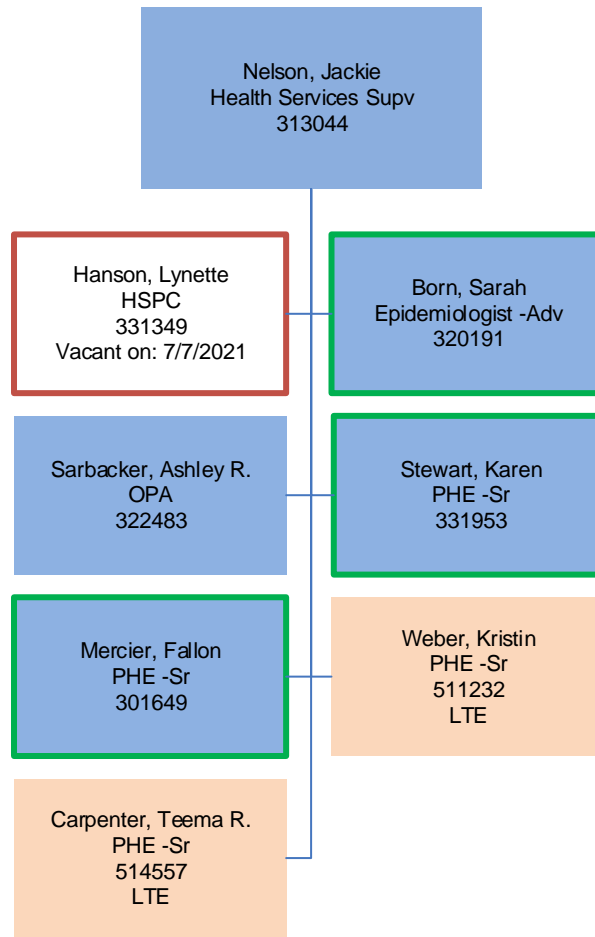 Nelson, Jackie
Health Services Supv
313044
Hanson, Lynette
HSPC
331349
Vacant on: 7/7/2021
Born, Sarah
Epidemiologist -Adv
320191
Sarbacker, Ashley R.
OPA
322483
Stewart, Karen
PHE -Sr
331953
Mercier, Fallon
PHE -Sr
301649
Weber, Kristin
PHE -Sr
511232
LTE
Carpenter, Teema R.
PHE -Sr
514557
LTE